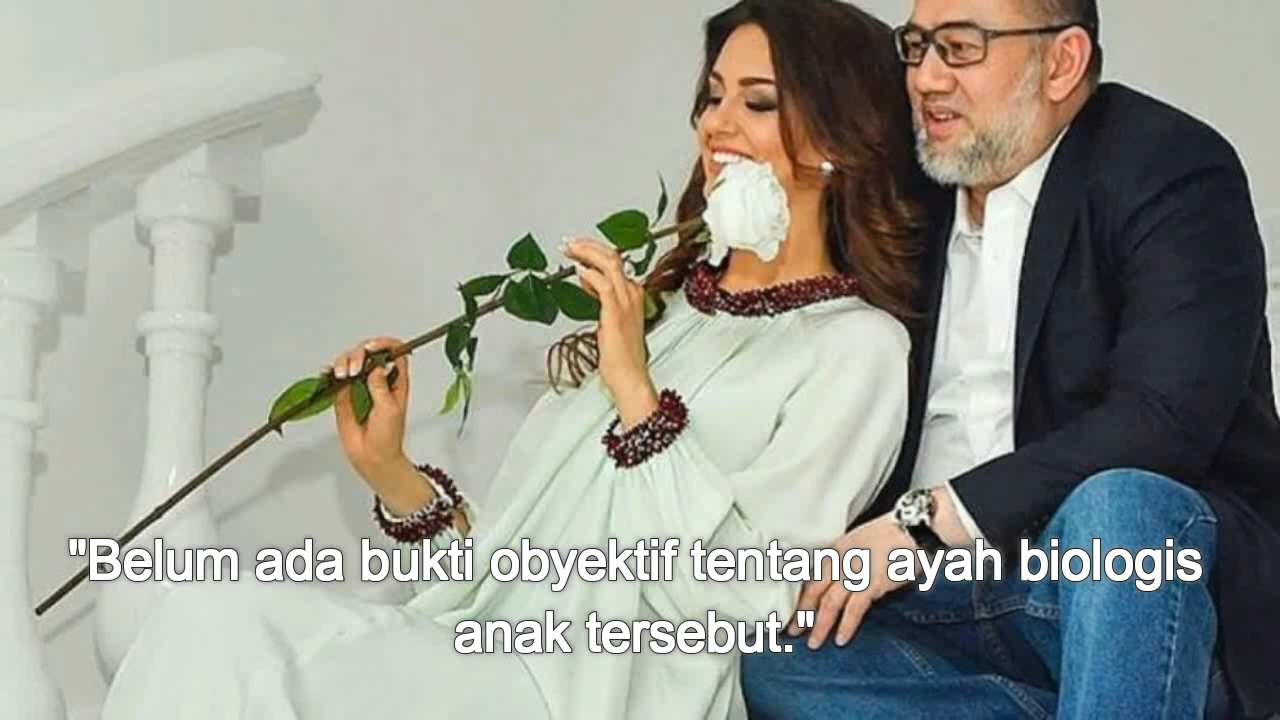 "Belum ada bukti obyektif tentang ayah biologis
anak tersebut."